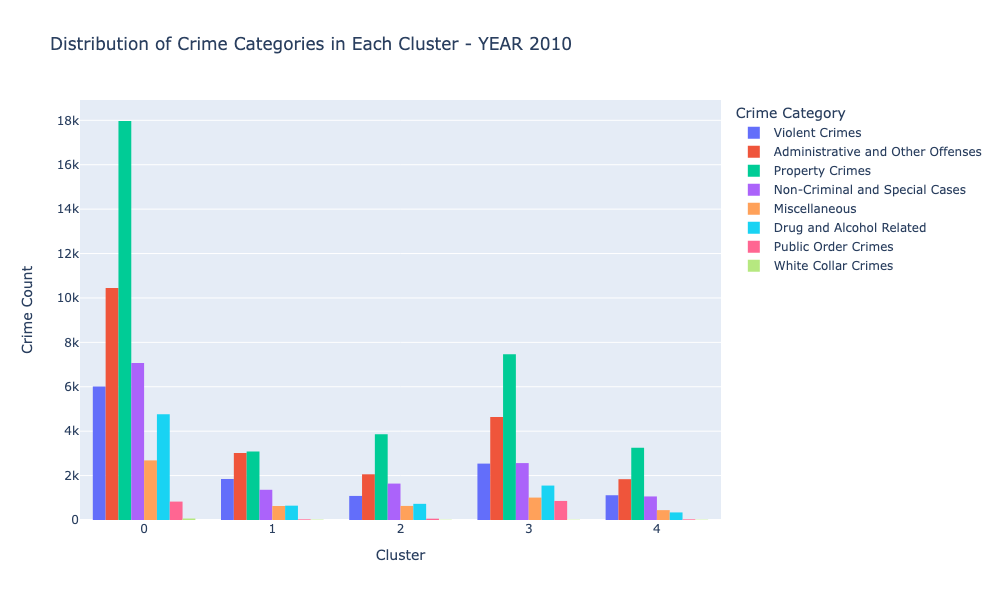 Distribution of Crime Categories in Each Cluster - YEAR 2010
Crime Category
Violent Crimes
Administrative and Other Offenses
Property Crimes
Non-Criminal and Special Cases
Miscellaneous
Drug and Alcohol Related
Public Order Crimes
White Collar Crimes
Crime Count
18k
16k
14k
12k
10k
8k
6k
4k
2k
0
0 1 2 3 4
Cluster